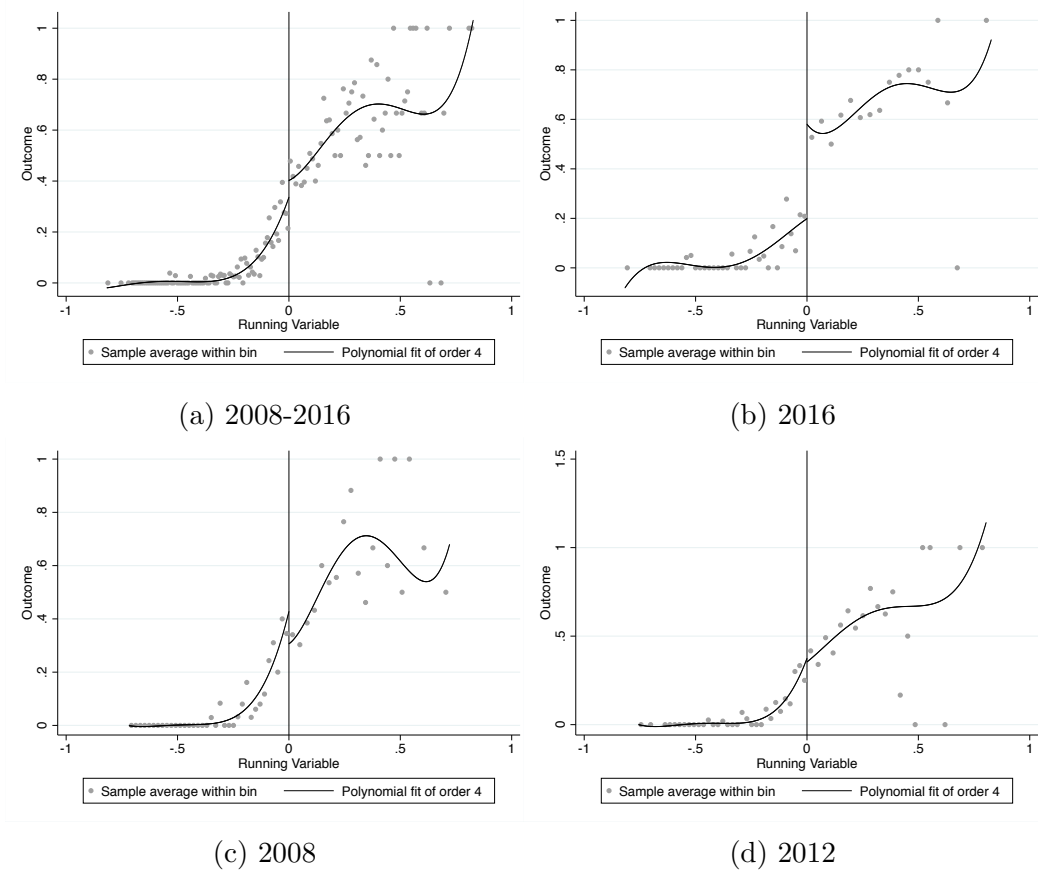 1
.8
.6
.4
.2
0
Outcome
-1 -.5 0 .5 1
Running Variable
Sample average within bin Polynomial fit of order 4
(a) 2008-2016
1
.8
.6
.4
.2
0
Outcome
-1 -.5 0 .5 1
Running Variable
Sample average within bin Polynomial fit of order 4
(b) 2016
1
.8
.6
.4
.2
0
Outcome
-1 -.5 0 .5 1
Running Variable
Sample average within bin Polynomial fit of order 4
(c) 2008
1.5
1
.5
0
Outcome
-1 -.5 0 .5 1
Running Variable
Sample average within bin Polynomial fit of order 4
(d) 2012